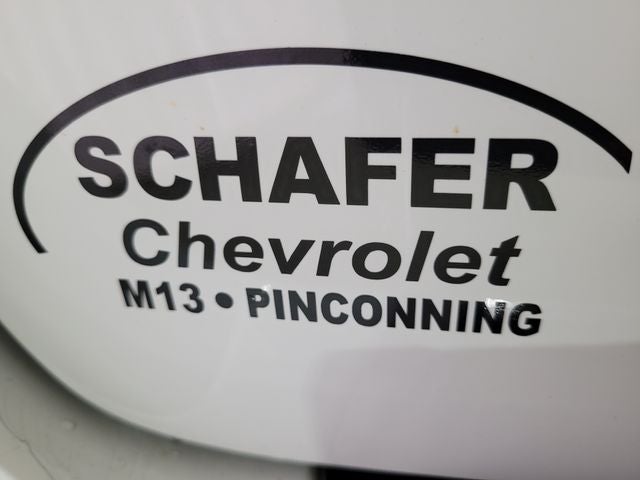 SCHAFER
Chevrolet
M13 • PINCONNING